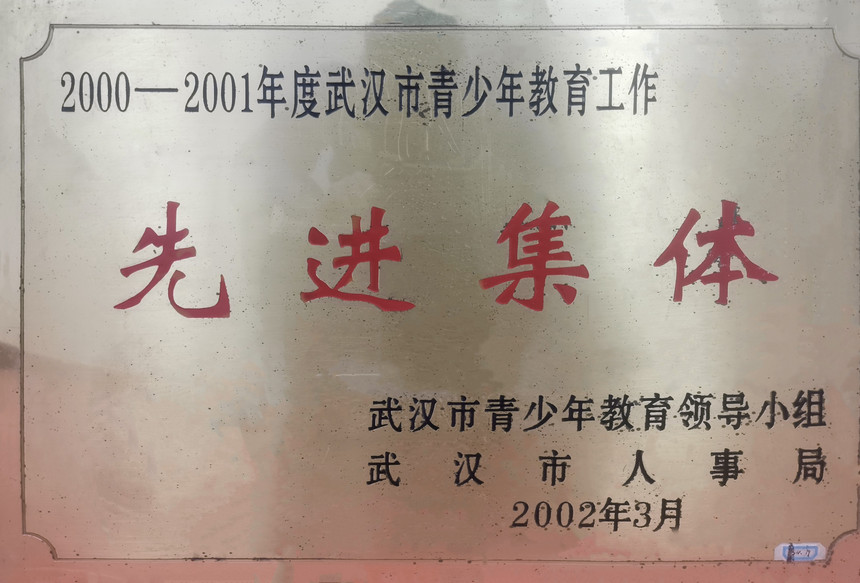 2000—2001年度武汉市青少年教育工作
先进集体
武汉市青少年教育领导小组
武汉市人事局
2002年3月